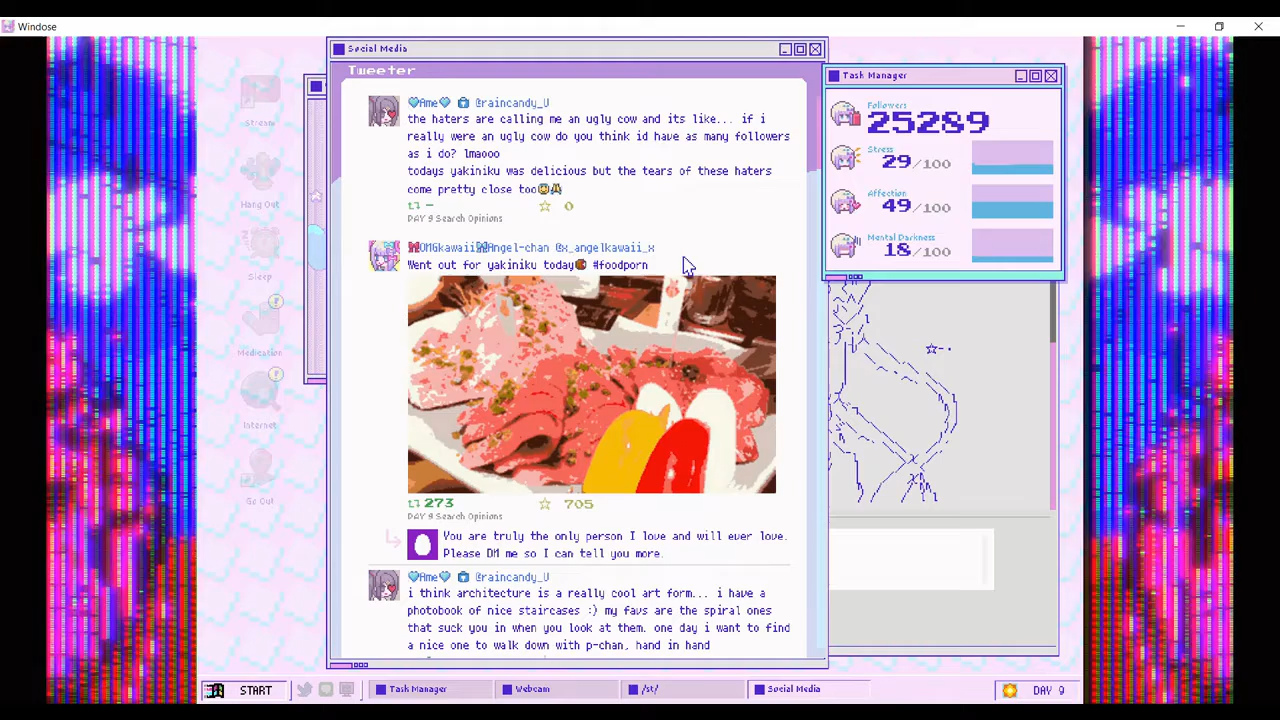 Windose
Social Media
Tweeter
Ame @raincandy_U
the haters are calling me an ugly cow and its like... if i
really were an ugly cow do you think id have as many followers
as i do? lmaooo
todays yakiniku was delicious but the tears of these haters
come pretty close too
0
DAY 9 Search Opinions
OMGkawaiiAngel-chan @x_angelkawaii_x
Went out for yakiniku today #foodporn
273 705
DAY 9 Search Opinions
You are truly the only person I love and will ever love.
Please DM me so I can tell you more.
Ame @raincandy_U
i think architecture is a really cool art form... i have a
photobook of nice staircases :) my favs are the spiral ones
that suck you in when you look at them. one day i want to find
a nice one to walk down with p-chan, hand in hand
Task Manager
Followers
25289
Stress
29/100
Affection
49/100
Mental Darkness
18/100
Stream
Hang Out
Sleep
Medication
Internet
Go Out
START
Task Manager
Webcam
/st/
Social Media
DAY 9